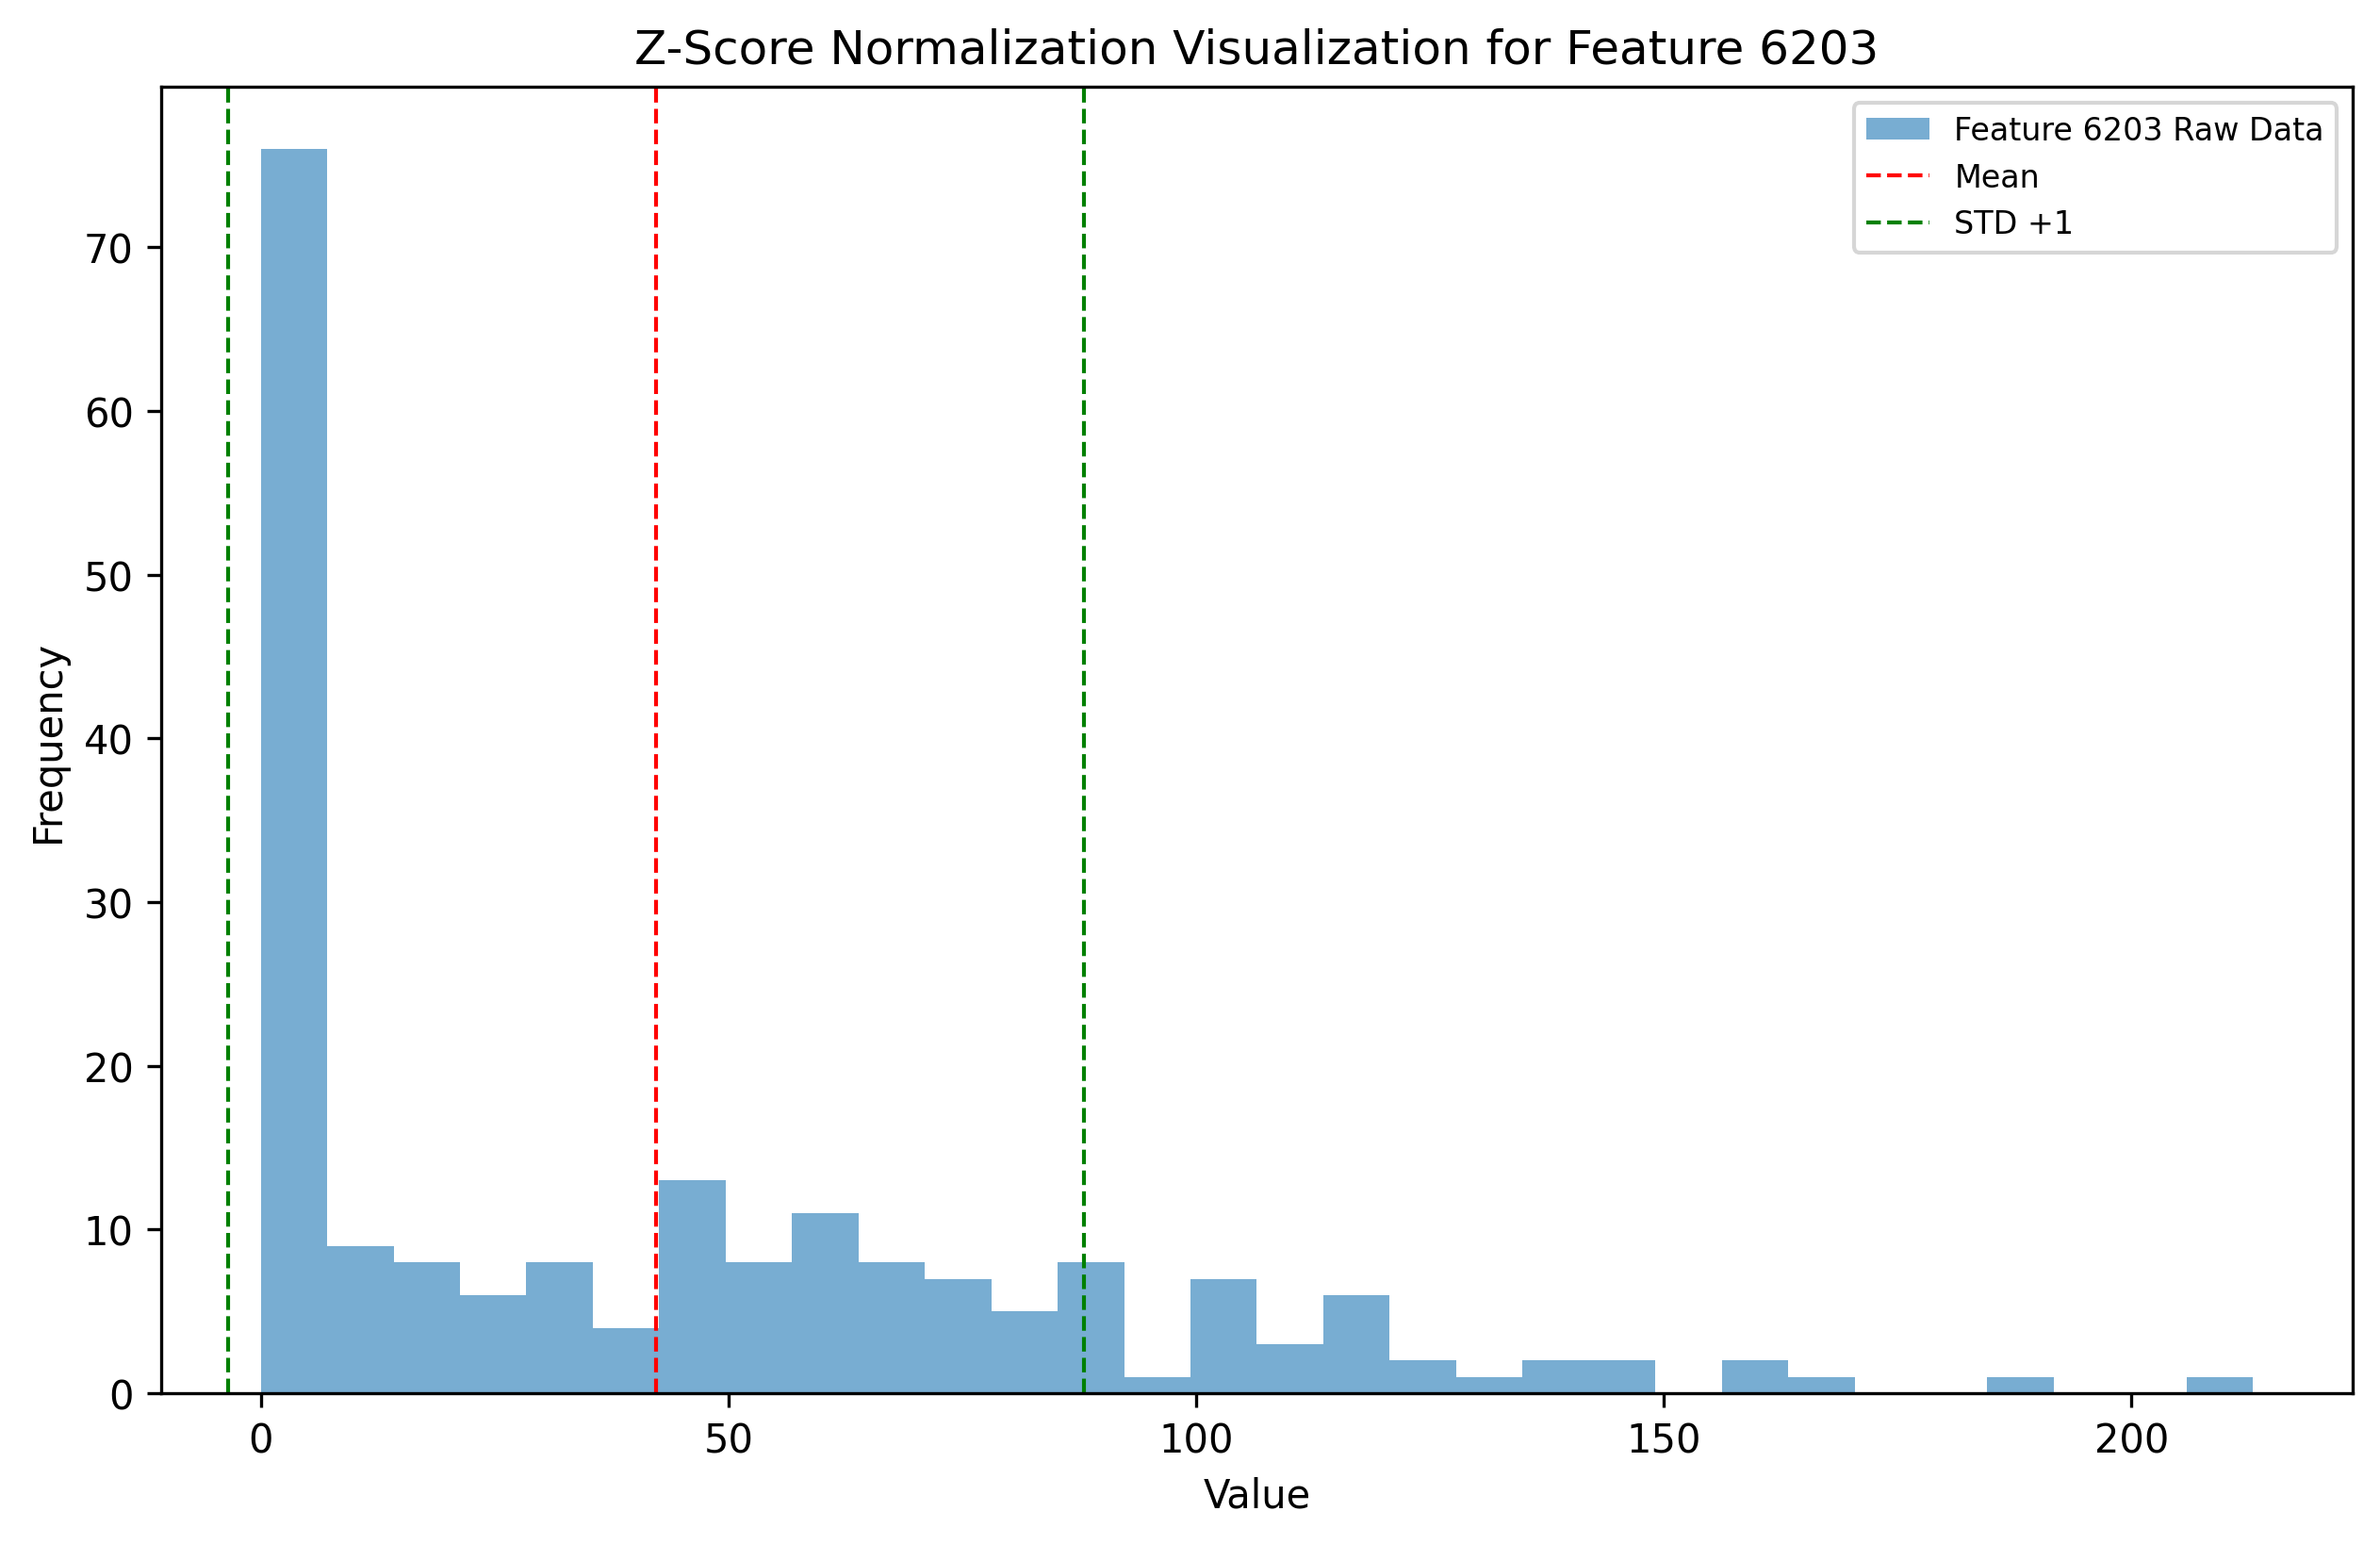 Z-Score Normalization Visualization for Feature 6203
Feature 6203 Raw Data
Mean
STD +1
70
60
50
40
30
20
10
0
Frequency
0 50 100 150 200
Value